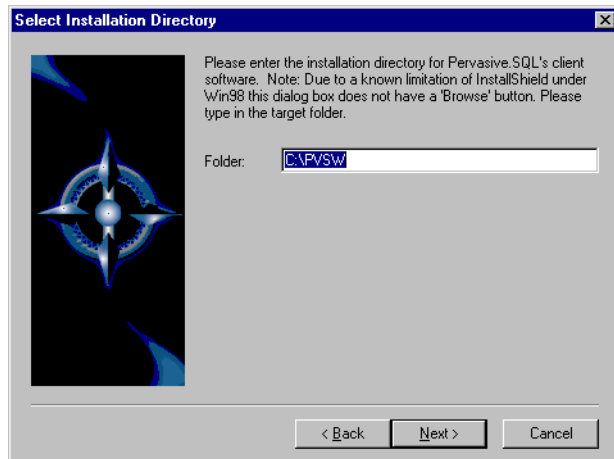 Select Installation Directory
Please enter the installation directory for Pervasive.SQL's client
software. Note: Due to a known limitation of InstallShield under
Win98 this dialog box does not have a 'Browse' button. Please
type in the target folder.
Folder: C:\PVSW
< Back Next > Cancel